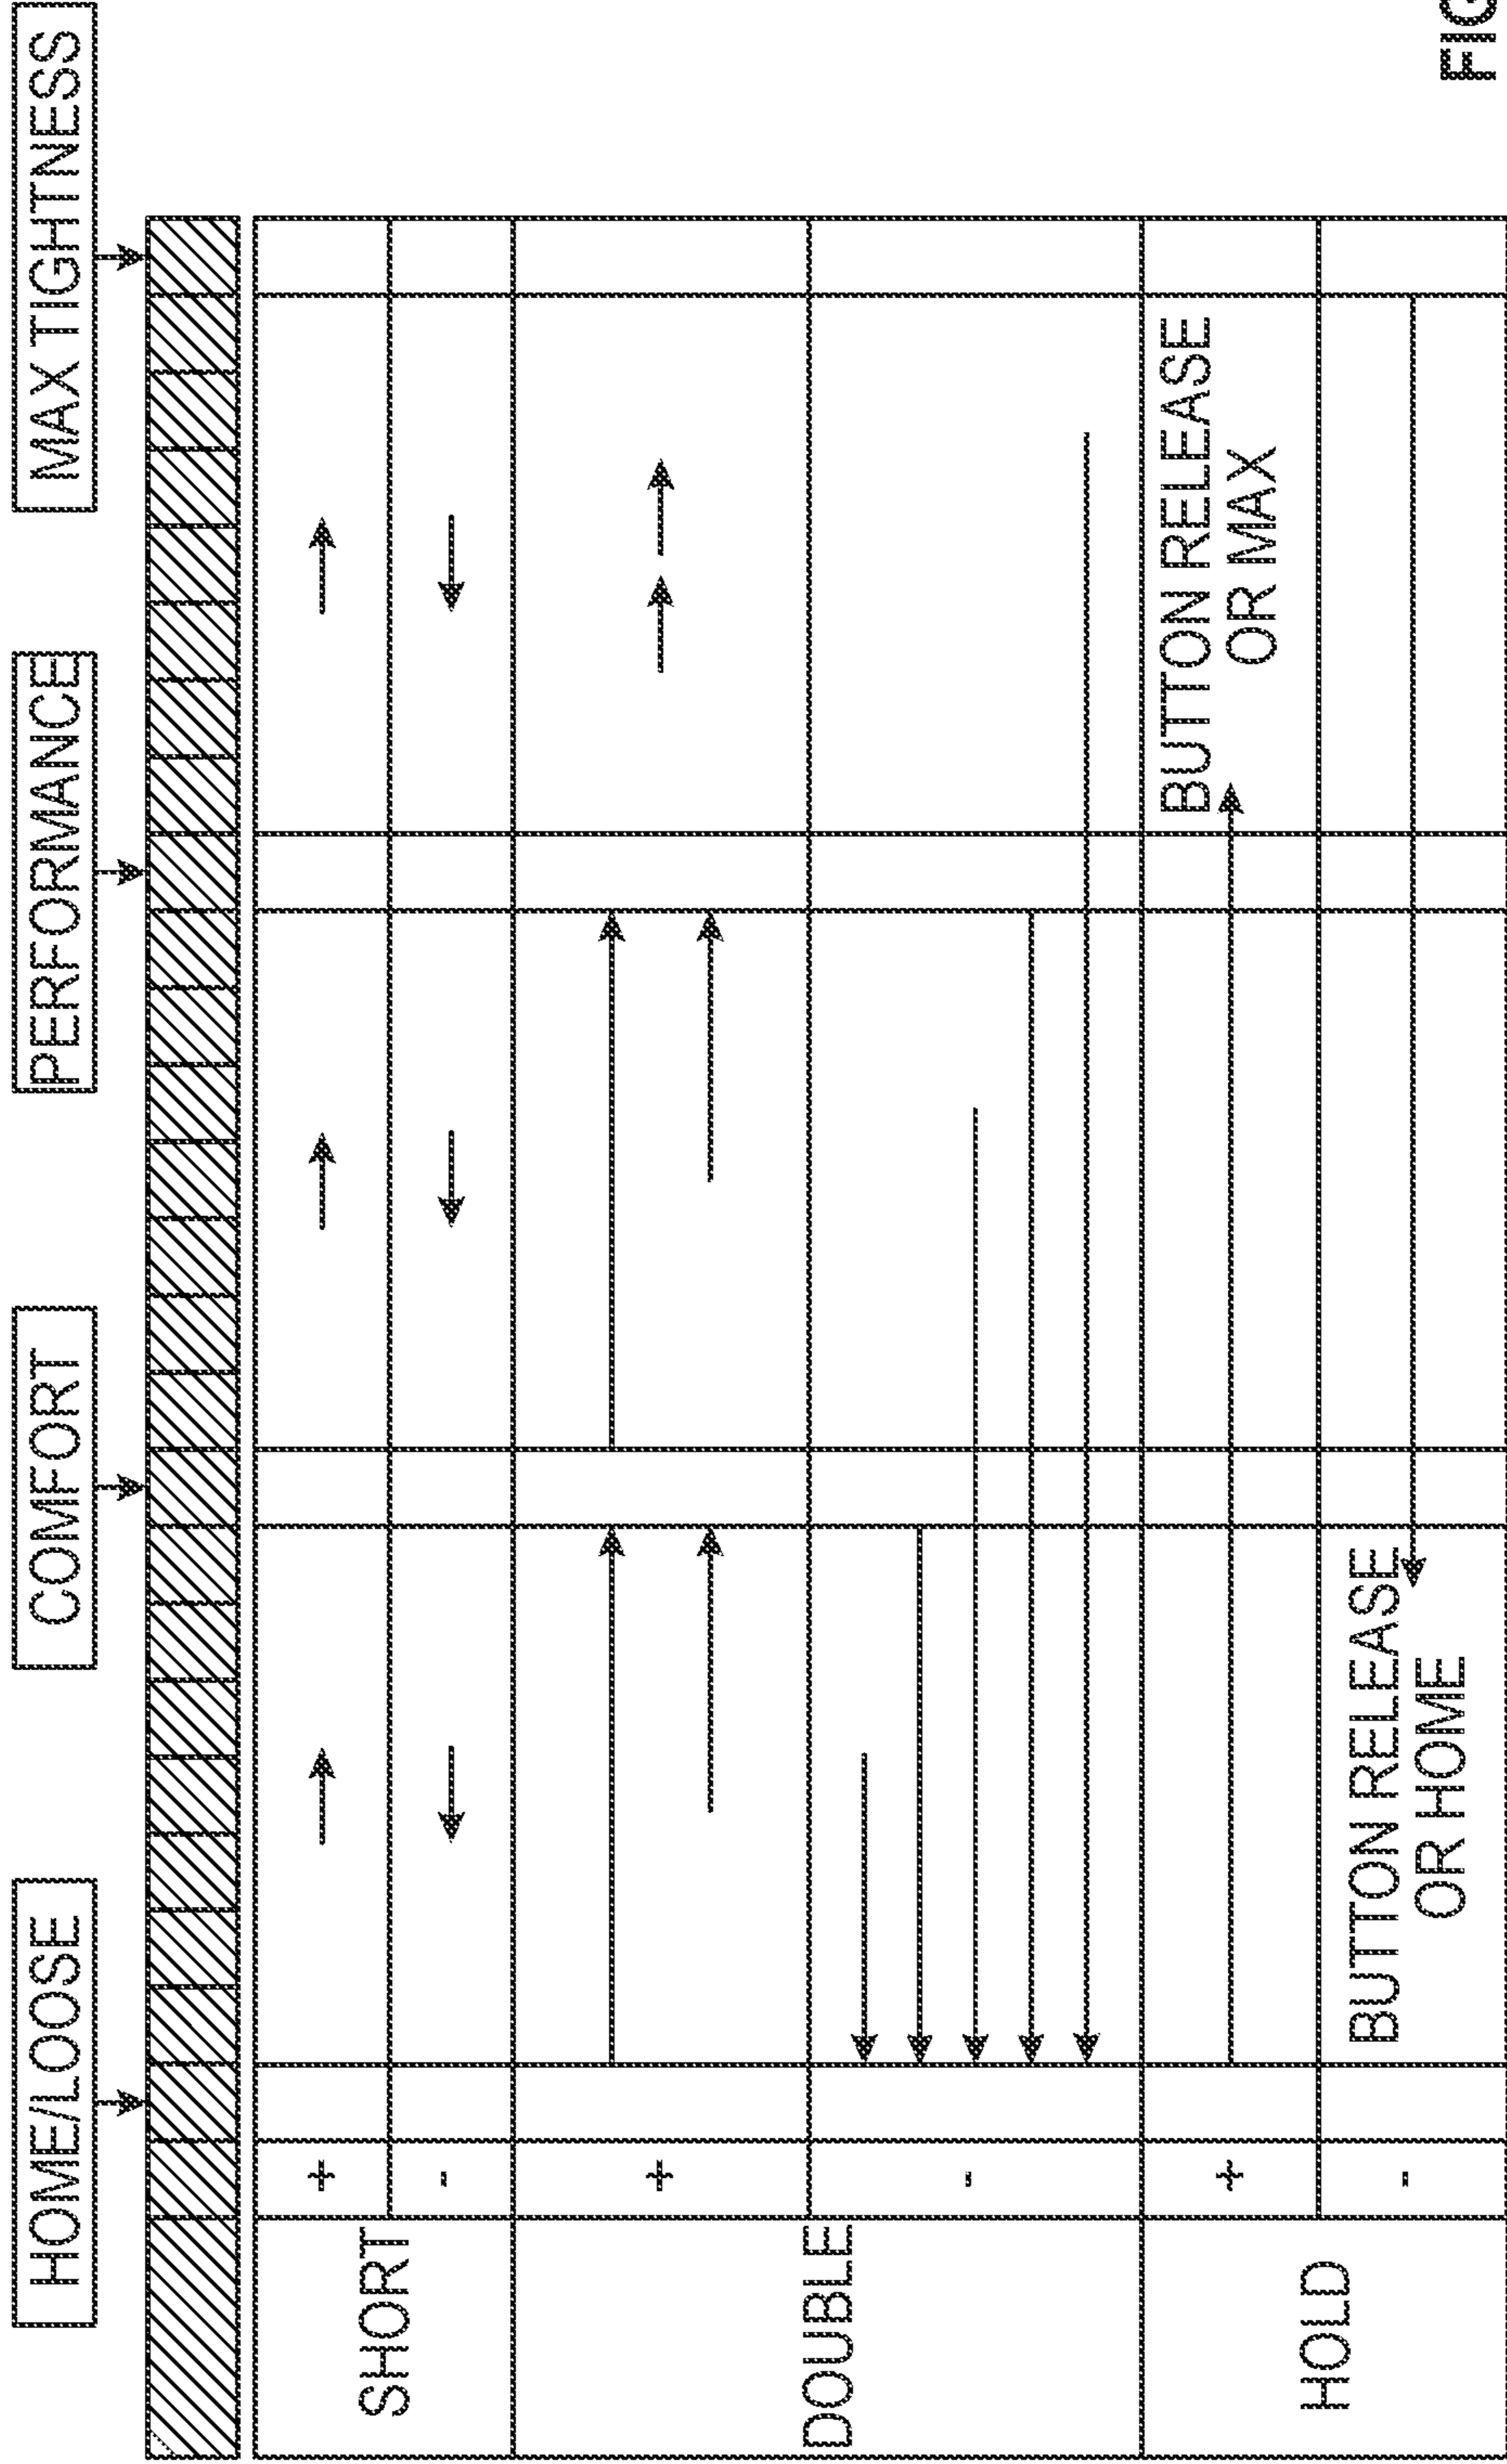 HOME/LOOSE
COMFORT
PERFORMANCE
MAX TIGHTNESS
SHORT
+
-
DOUBLE
+
-
HOLD
+
BUTTON RELEASE
OR MAX
-
BUTTON RELEASE
OR HOME